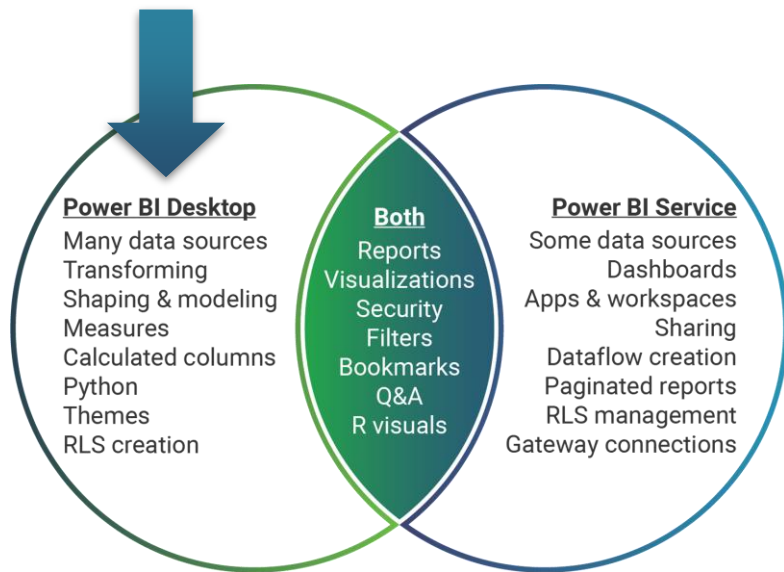 Power BI Desktop
Many data sources
Transforming
Shaping & modeling
Measures
Calculated columns
Python
Themes
RLS creation
Both
Reports
Visualizations
Security
Filters
Bookmarks
Q&A
R visuals
Power BI Service
Some data sources
Dashboards
Apps & workspaces
Sharing
Dataflow creation
Paginated reports
RLS management
Gateway connections